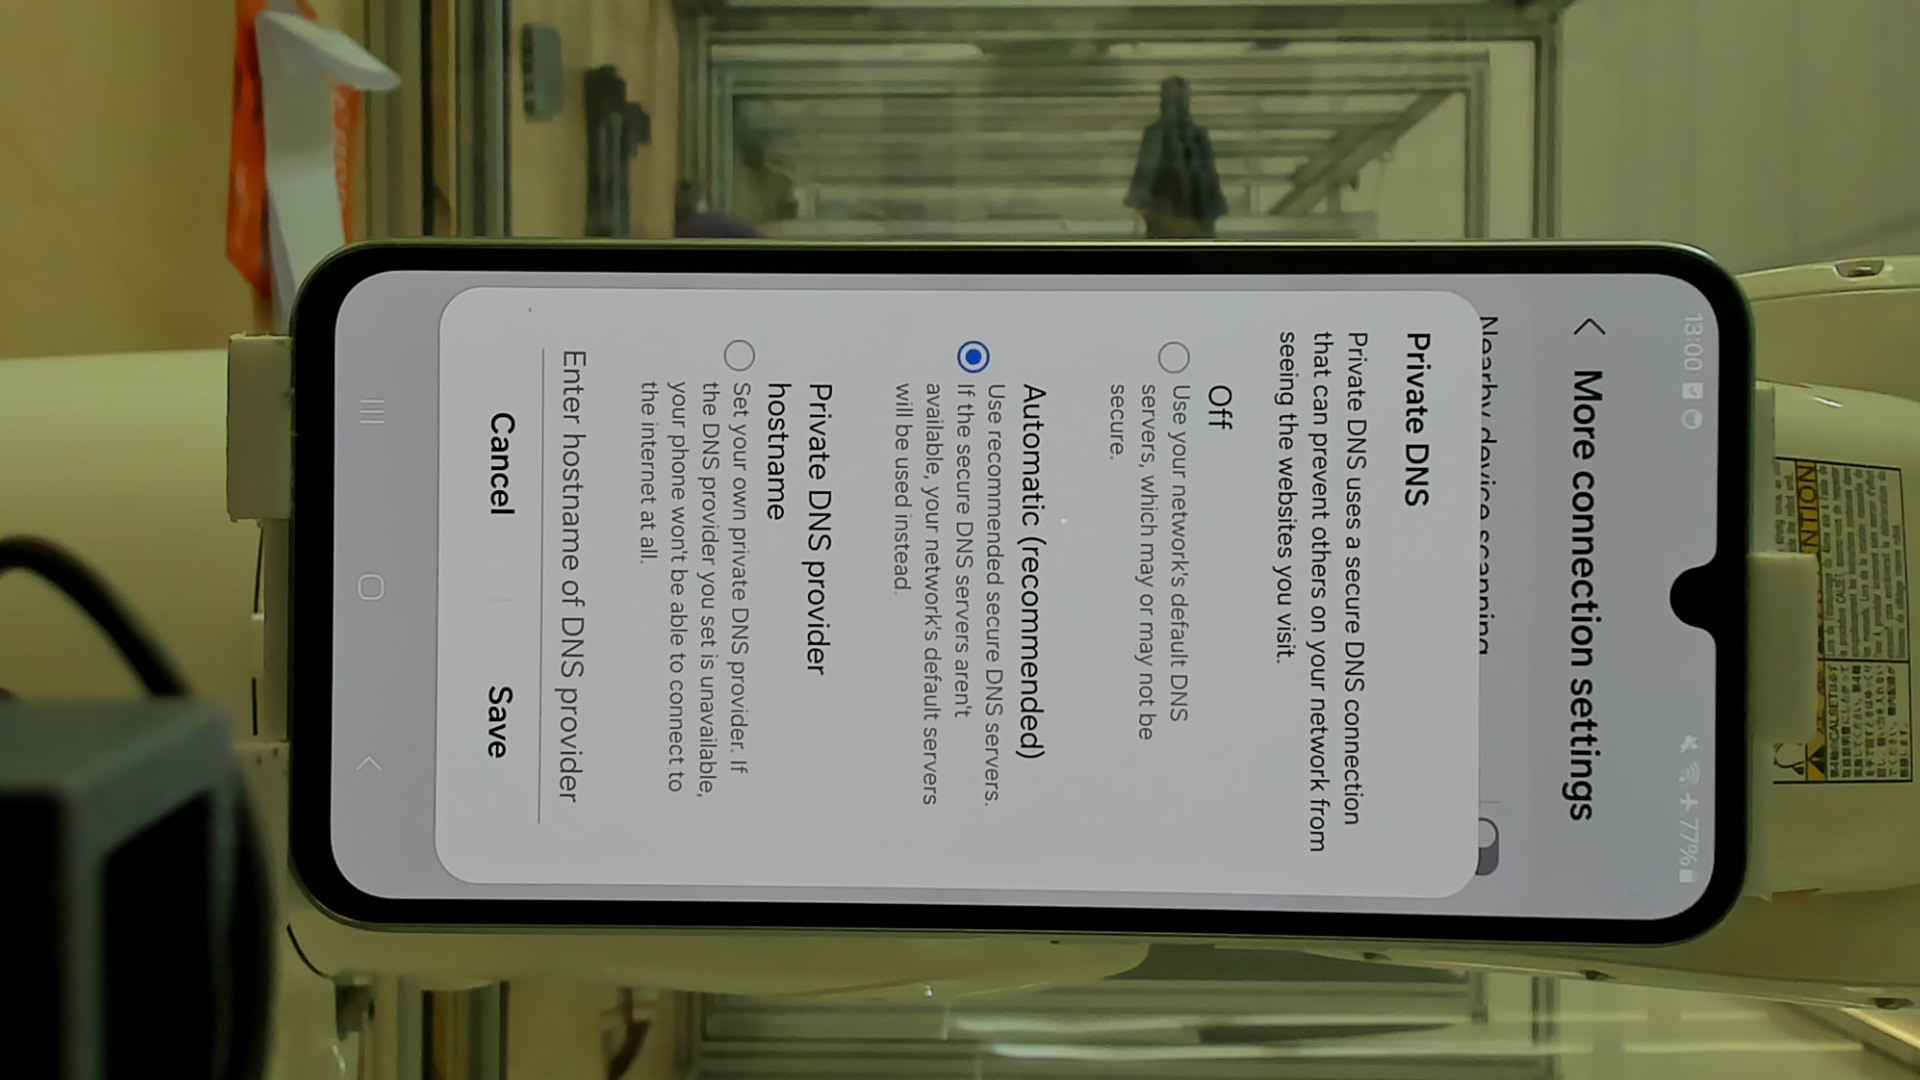 13:00
77%
More connection settings
Nearby device scanning
Private DNS
Private DNS uses a secure DNS connection
that can prevent others on your network from
seeing the websites you visit.
Off
Use your network's default DNS
servers, which may or may not be
secure.
Automatic (recommended)
Use recommended secure DNS servers.
If the secure DNS servers aren't
available, your network's default servers
will be used instead.
Private DNS provider
hostname
Set your own private DNS provider. If
the DNS provider you set is unavailable,
your phone won't be able to connect to
the internet at all.
Enter hostname of DNS provider
Cancel
Save